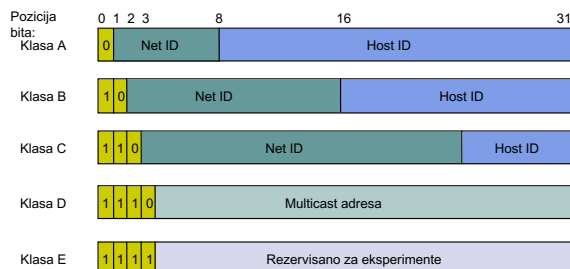 Pozicija bita: 0 1 2 3 8 16 31
Klasa A 0 Net ID Host ID
Klasa B 1 0 Net ID Host ID
Klasa C 1 1 0 Net ID Host ID
Klasa D 1 1 1 0 Multicast adresa
Klasa E 1 1 1 1 Rezervisano za eksperimente